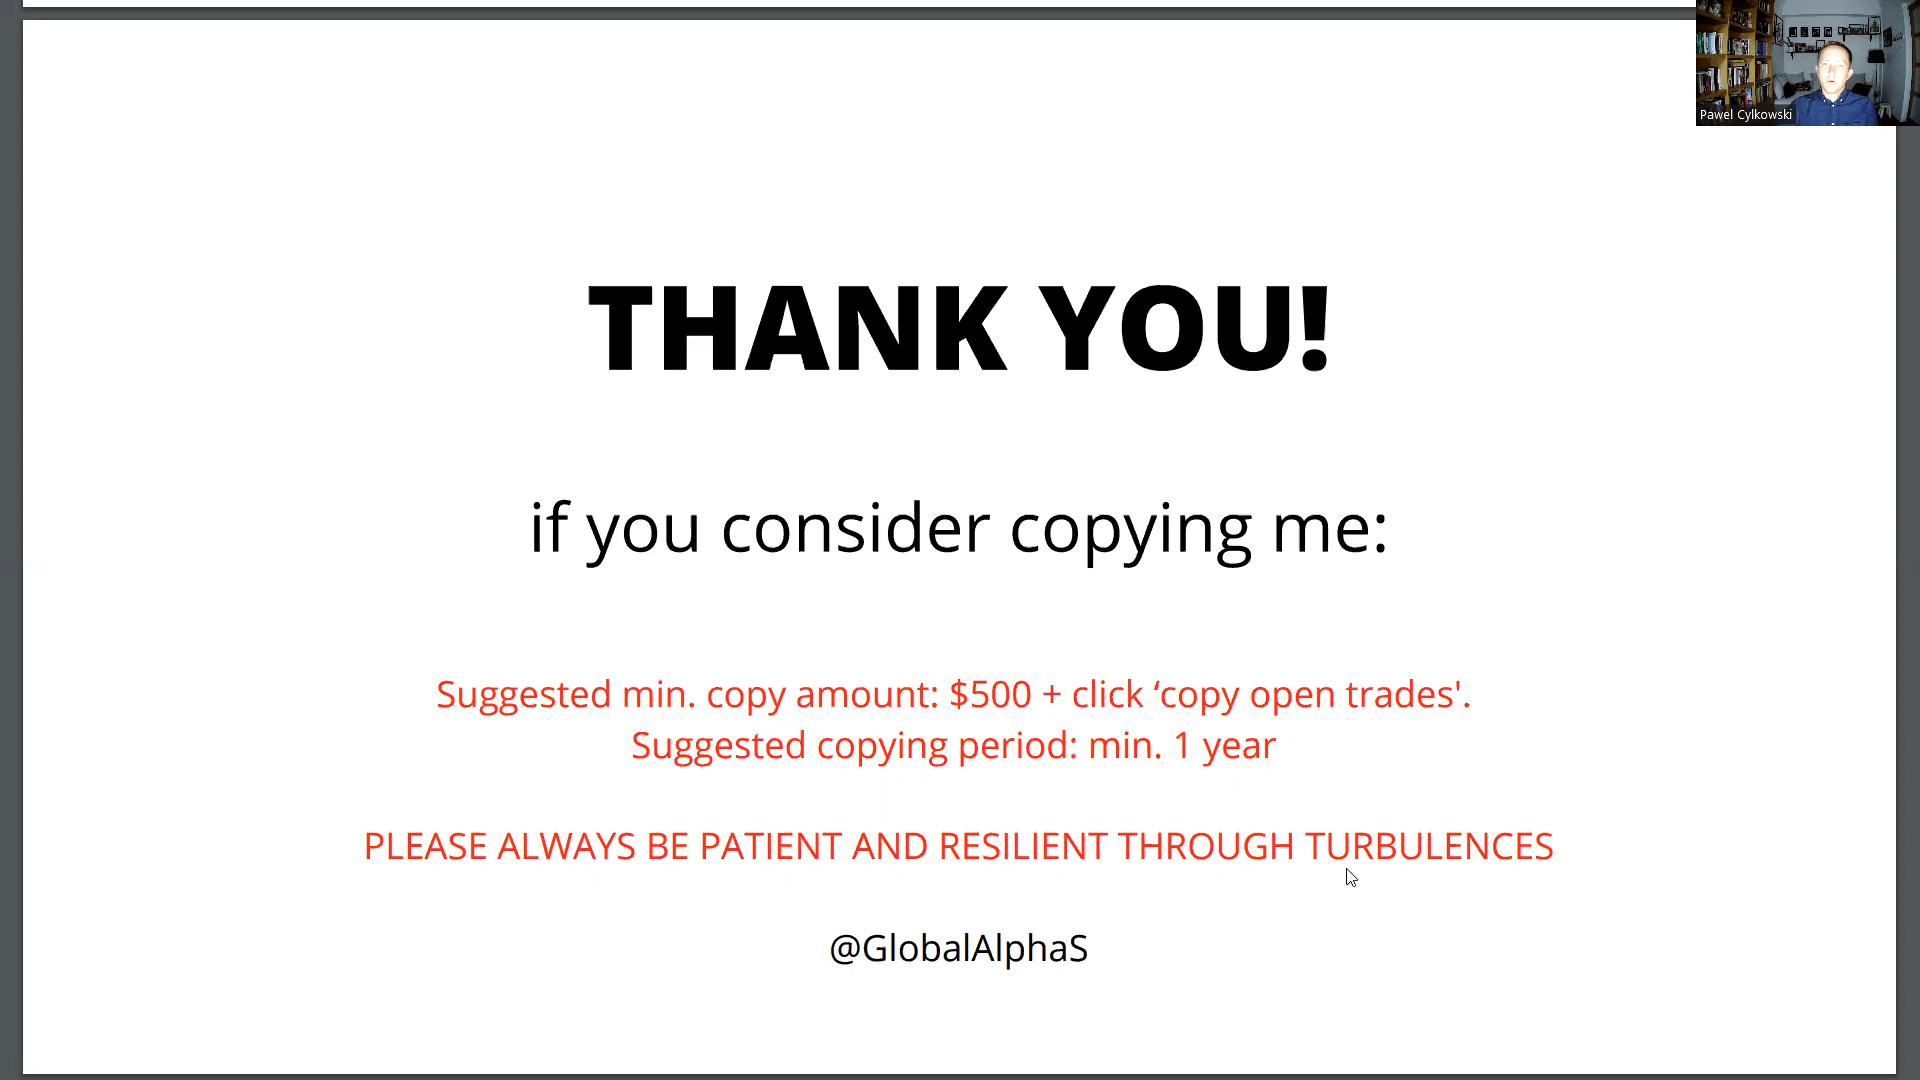 Pawel Cylkowski
THANK YOU!
if you consider copying me:
Suggested min. copy amount: $500 + click ‘copy open trades'.
Suggested copying period: min. 1 year
PLEASE ALWAYS BE PATIENT AND RESILIENT THROUGH TURBULENCES
@GlobalAlphaS